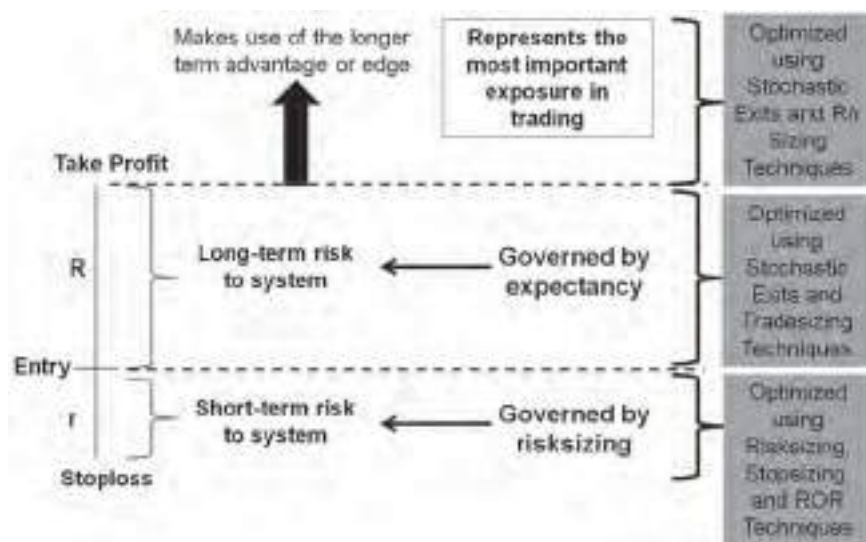 Makes use of the longer
term advantage or edge
Represents the
most important
exposure in
trading
Optimized
using
Stochastic
Exits and R/r
Sizing
Techniques
Take Profit
R
Long-term risk
to system
Governed by
expectancy
Optimized
using
Stochastic
Exits and
Tradesizing
Techniques
Entry
r
Short-term risk
to system
Governed by
risksizing
Stoploss
Optimized
using
Risksizing,
Stopsizing
and ROR
Techniques